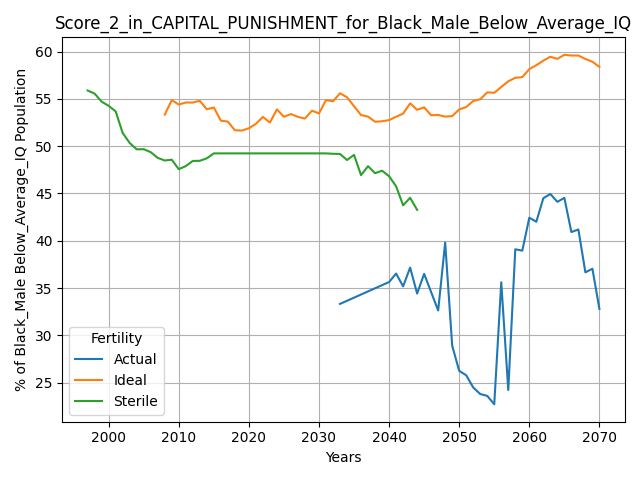 Score_2_in_CAPITAL_PUNISHMENT_for_Black_Male_Below_Average_IQ
% of Black_Male Below_Average_IQ Population
60
55
50
45
40
35
30
25
Fertility
Actual
Ideal
Sterile
2000 2010 2020 2030 2040 2050 2060 2070
Years